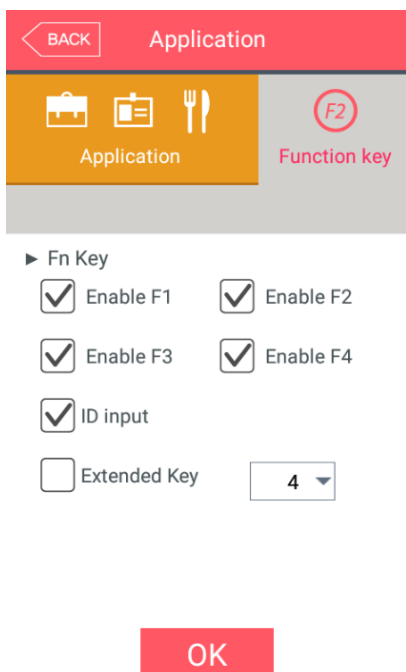 BACK Application
F2
Application Function key
► Fn Key
Enable F1 Enable F2
Enable F3 Enable F4
ID input
Extended Key 4
OK